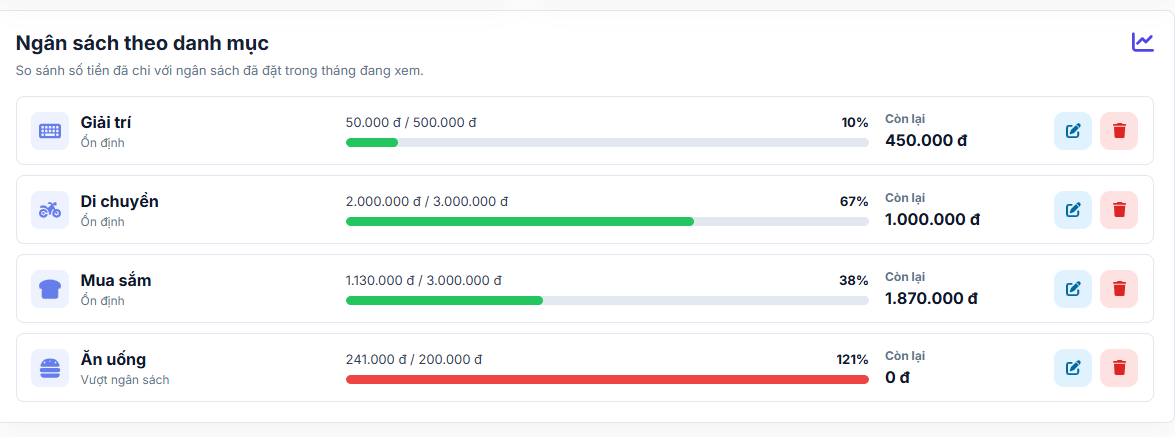 Ngân sách theo danh mục
So sánh số tiền đã chi với ngân sách đã đặt trong tháng đang xem.
Giải trí
Ổn định
50.000 đ / 500.000 đ
10%
Còn lại
450.000 đ
Di chuyển
Ổn định
2.000.000 đ / 3.000.000 đ
67%
Còn lại
1.000.000 đ
Mua sắm
Ổn định
1.130.000 đ / 3.000.000 đ
38%
Còn lại
1.870.000 đ
Ăn uống
Vượt ngân sách
241.000 đ / 200.000 đ
121%
Còn lại
0 đ